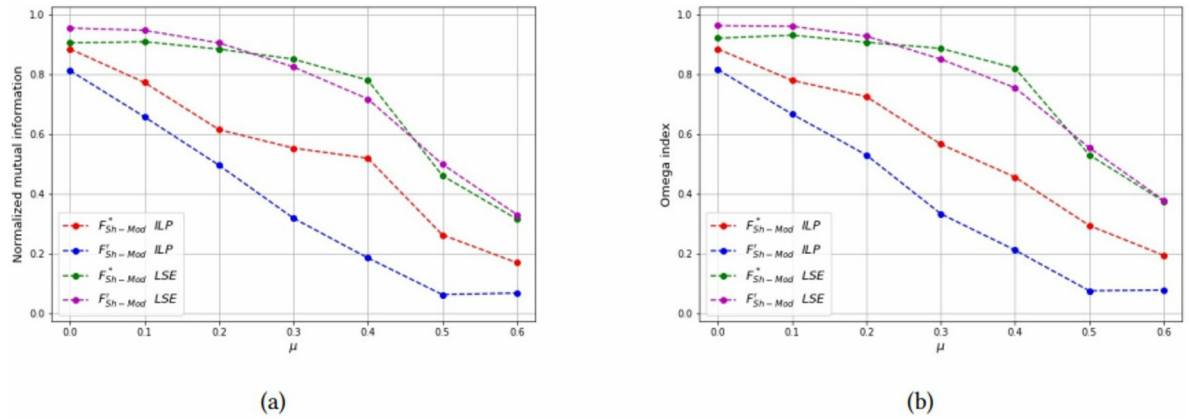 1.0
0.8
0.6
0.4
0.2
0.0
Normalized mutual information
F*Sh−Mod ILP
F′Sh−Mod ILP
F*Sh−Mod LSE
F′Sh−Mod LSE
0.0 0.1 0.2 0.3 0.4 0.5 0.6
μ
(a)
1.0
0.8
0.6
0.4
0.2
0.0
Omega index
F*Sh−Mod ILP
F′Sh−Mod ILP
F*Sh−Mod LSE
F′Sh−Mod LSE
0.0 0.1 0.2 0.3 0.4 0.5 0.6
μ
(b)